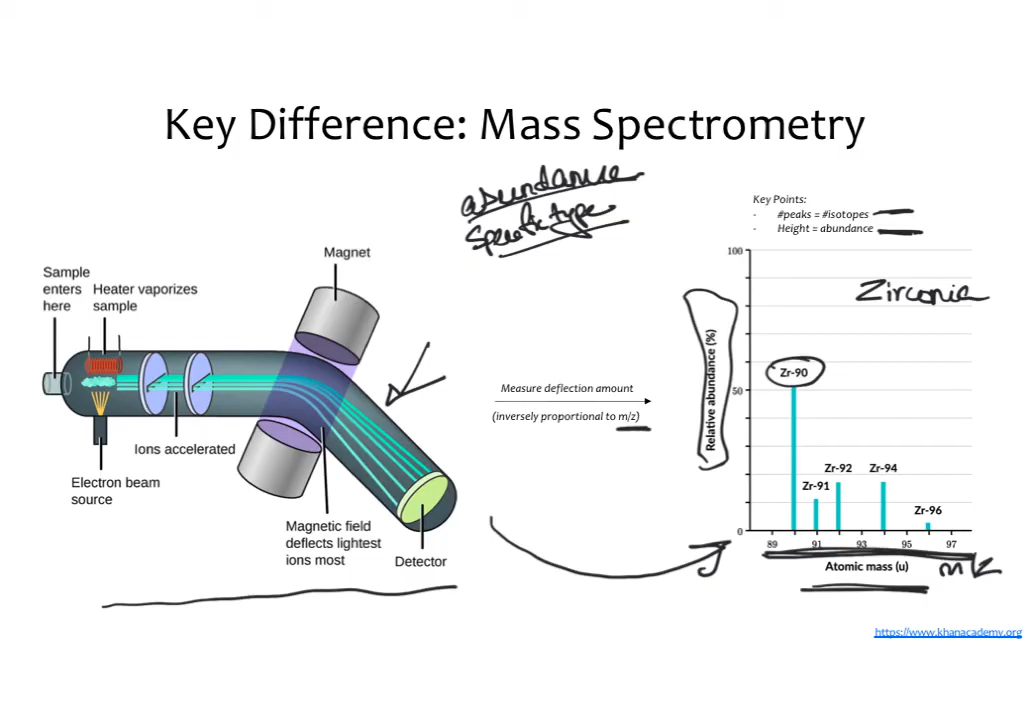 Key Difference: Mass Spectrometry
abundance
Specific type
Key Points:
- #peaks = #isotopes
- Height = abundance
Magnet
Sample
enters
here
Heater vaporizes
sample
Ions accelerated
Electron beam
source
Magnetic field
deflects lightest
ions most
Detector
Measure deflection amount
(inversely proportional to m/z)
Zirconia
Relative abundance (%)
100
50
0
Zr-90
Zr-91
Zr-92
Zr-94
Zr-96
89 91 93 95 97
Atomic mass (u)
m/z
https://www.khanacademy.org